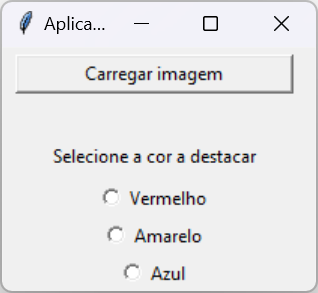 Aplica...
Carregar imagem
Selecione a cor a destacar
Vermelho
Amarelo
Azul